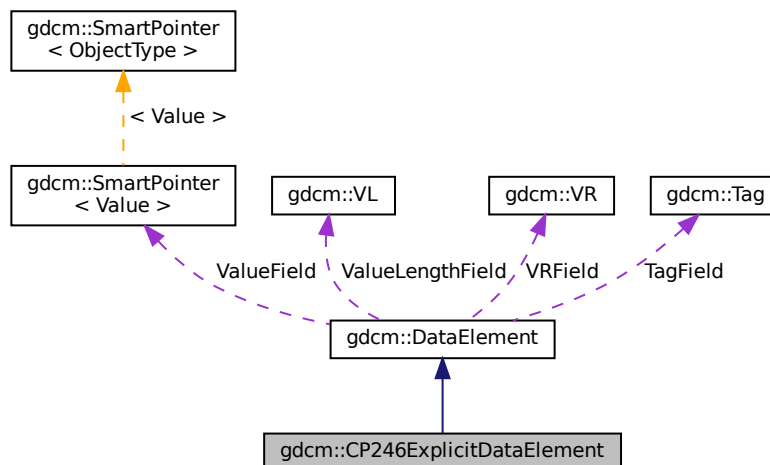 gdcm::SmartPointer
< ObjectType >
< Value >
gdcm::SmartPointer
< Value >
gdcm::VL
gdcm::VR
gdcm::Tag
ValueField
ValueLengthField
VRField
TagField
gdcm::DataElement
gdcm::CP246ExplicitDataElement